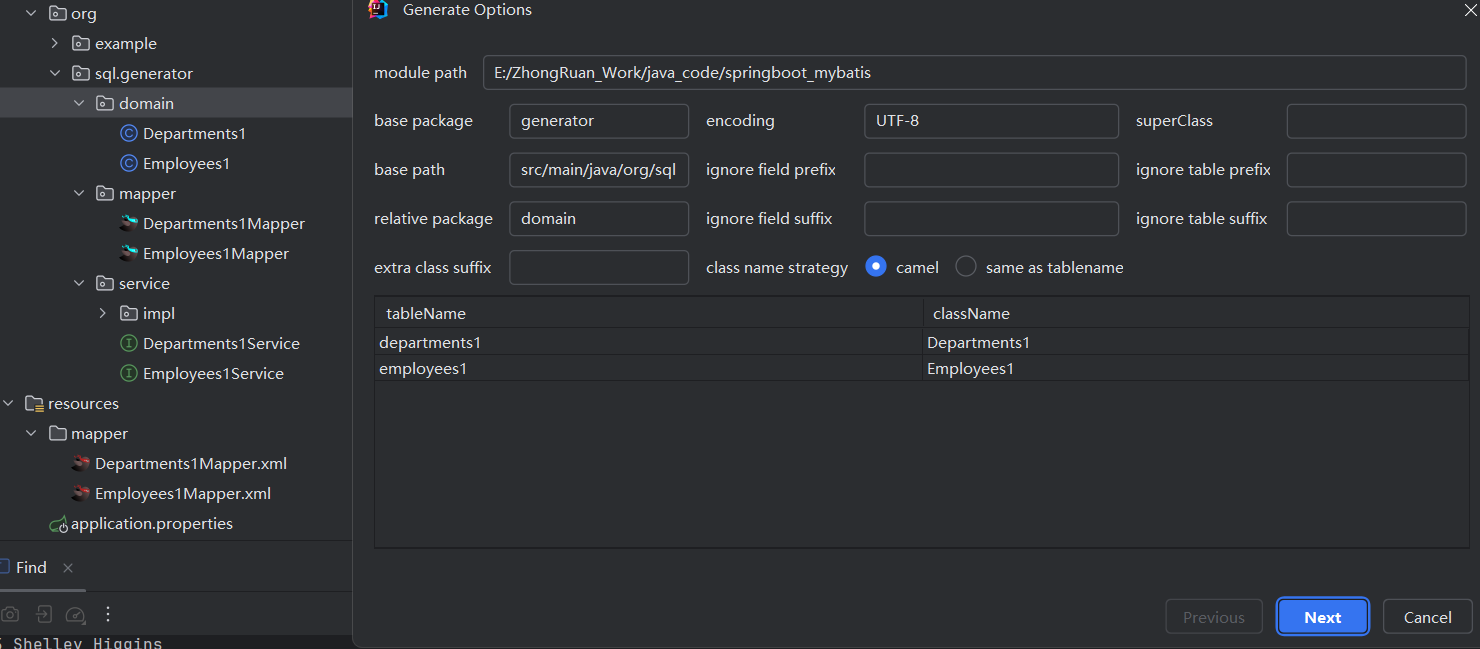 org
example
sql.generator
domain
Departments1
Employees1
mapper
Departments1Mapper
Employees1Mapper
service
impl
Departments1Service
Employees1Service
resources
mapper
Departments1Mapper.xml
Employees1Mapper.xml
application.properties
Find
Shelley Higgins
Generate Options
module path E:/ZhongRuan_Work/java_code/springboot_mybatis
base package generator encoding UTF-8 superClass
base path src/main/java/org/sql ignore field prefix ignore table prefix
relative package domain ignore field suffix ignore table suffix
extra class suffix class name strategy camel same as tablename
tableName className
departments1 Departments1
employees1 Employees1
Previous Next Cancel